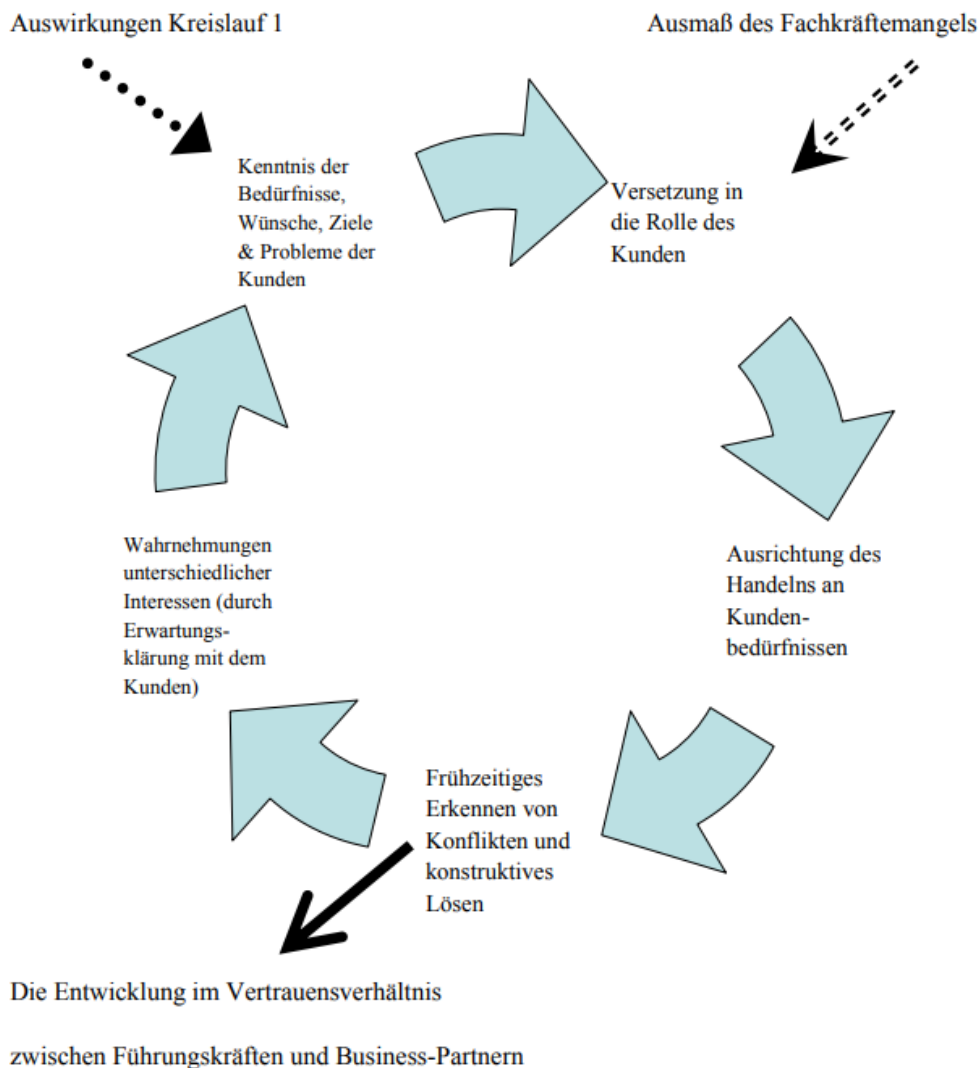 Auswirkungen Kreislauf 1
Ausmaß des Fachkräftemangels
Kenntnis der
Bedürfnisse,
Wünsche, Ziele
& Probleme der
Kunden
Versetzung in
die Rolle des
Kunden
Ausrichtung des
Handelns an
Kunden-
bedürfnissen
Frühzeitiges
Erkennen von
Konflikten und
konstruktives
Lösen
Wahrnehmungen
unterschiedlicher
Interessen (durch
Erwartungs-
klärung mit dem
Kunden)
Die Entwicklung im Vertrauensverhältnis
zwischen Führungskräften und Business-Partnern